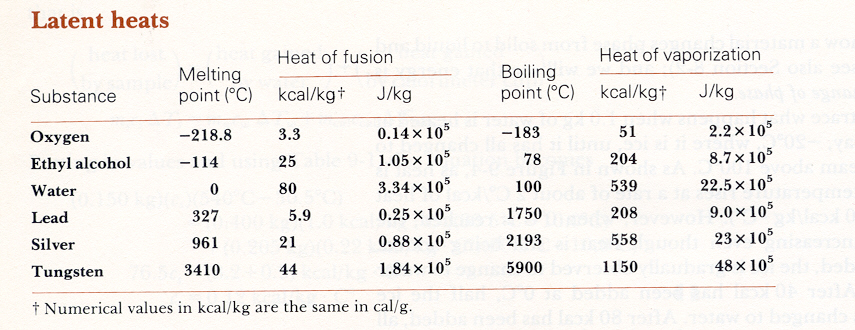 Latent heats
Heat of fusion Heat of vaporization
Melting Boiling
Substance point (°C) kcal/kg† J/kg point (°C) kcal/kg† J/kg
Oxygen −218.8 3.3 0.14 × 10⁵ −183 51 2.2 × 10⁵
Ethyl alcohol −114 25 1.05 × 10⁵ 78 204 8.7 × 10⁵
Water 0 80 3.34 × 10⁵ 100 539 22.5 × 10⁵
Lead 327 5.9 0.25 × 10⁵ 1750 208 9.0 × 10⁵
Silver 961 21 0.88 × 10⁵ 2193 558 23 × 10⁵
Tungsten 3410 44 1.84 × 10⁵ 5900 1150 48 × 10⁵
† Numerical values in kcal/kg are the same in cal/g.